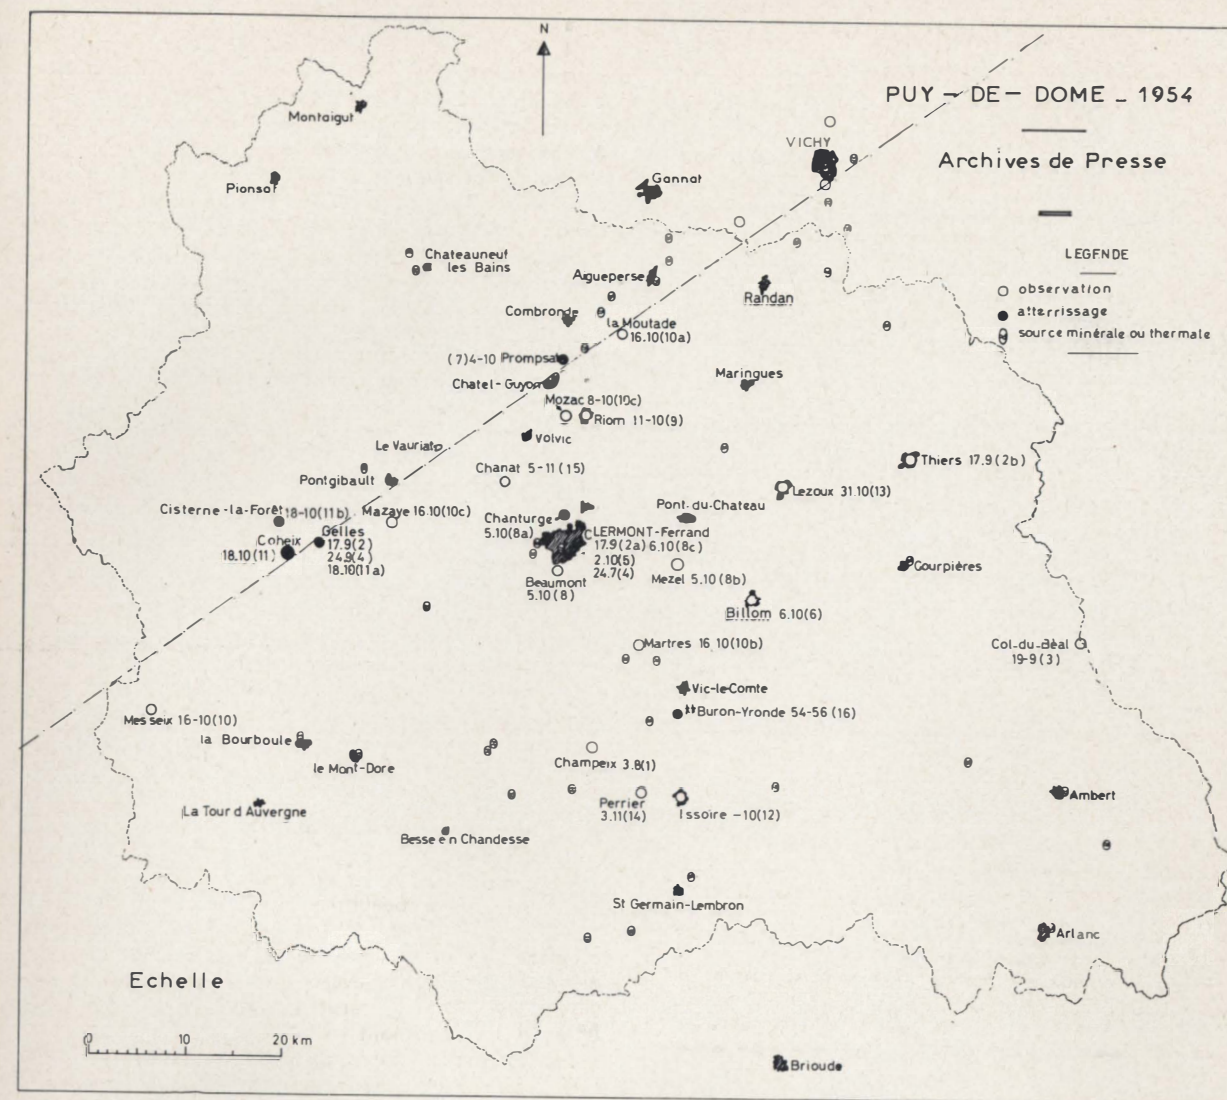 N
PUY - DE - DOME _ 1954
Archives de Presse
LEGENDE
observation
atterrissage
source minérale ou thermale
Montaigut
Pionsat
VICHY
Gannat
Chateauneuf
les Bains
Aigueperse
Randan
Combronde
la Moutade
16.10(10a)
(7)4-10 Prompsat
Chatel-Guyon
Maringues
Mozac 8-10(10c)
Riom 11-10(9)
Volvic
Le Vauriat
Chanat 5-11 (15)
Pontgibault
Thiers 17.9(2b)
Lezoux 31.10(13)
Cisterne-la-Forêt 18-10(11b)
Mazaye 16.10(10c)
Pont-du-Chateau
Chanturge
5.10(8a)
CLERMONT-Ferrand
17.9(2a) 6.10(8c)
2.10(5)
24.7(4)
Coheix
18.10(11)
Gelles
17.9(2)
24.9(4)
18.10(11a)
Beaumont
5.10(8)
Mezel 5.10(8b)
Courpières
Billom 6.10(6)
Martres 16 10(10b)
Col-du-Bèal
19-9(3)
Vic-le-Comte
Buron-Yronde 54-56 (16)
Messeix 16-10(10)
la Bourboule
le Mont-Dore
Champeix 3.8(1)
La Tour d Auvergne
Perrier
3.11(14)
Issoire -10(12)
Ambert
Besse en Chandesse
St Germain-Lembron
Arlanc
Echelle
0 10 20 km
Brioude